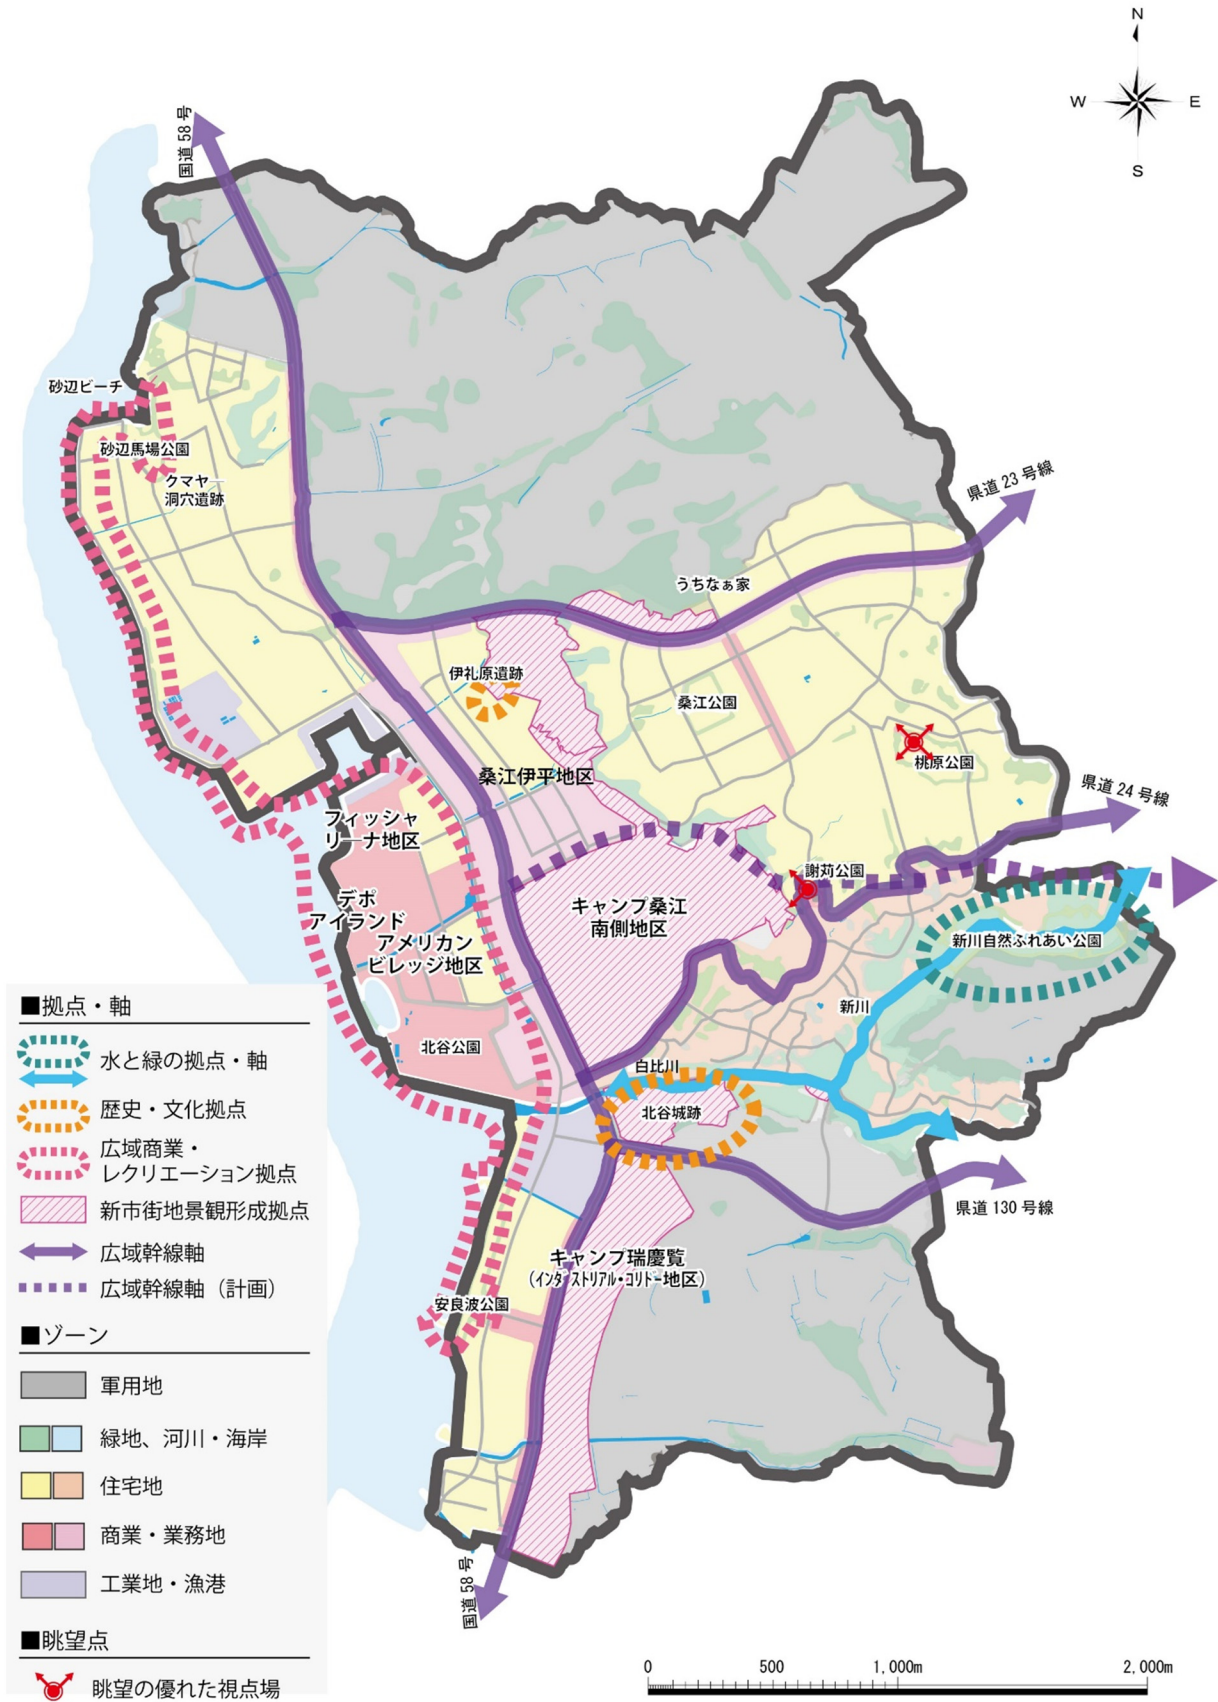 N
W
E
S
国道58号
砂辺ビーチ
砂辺馬場公園
クマヤー
洞穴遺跡
県道23号線
うちなぁ家
伊礼原遺跡
桑江公園
桃原公園
桑江伊平地区
県道24号線
フィッシャ
リーナ地区
デポ
アイランド
アメリカン
ビレッジ地区
謝苅公園
キャンプ桑江
南側地区
新川自然ふれあい公園
新川
北谷公園
白比川
北谷城跡
県道130号線
キャンプ瑞慶覧
(インダストリアル・コリドー地区)
安良波公園
国道58号
■拠点・軸
水と緑の拠点・軸
歴史・文化拠点
広域商業・
レクリエーション拠点
新市街地景観形成拠点
広域幹線軸
広域幹線軸（計画）
■ゾーン
軍用地
緑地、河川・海岸
住宅地
商業・業務地
工業地・漁港
■眺望点
眺望の優れた視点場
0 500 1,000m 2,000m